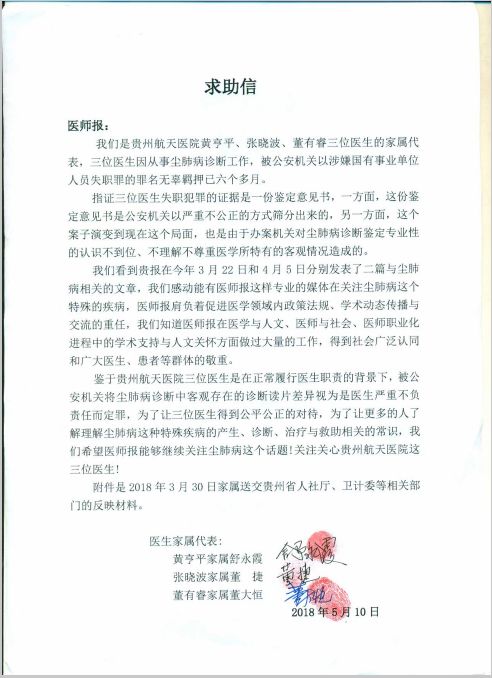 求助信
医师报：
我们是贵州航天医院黄亨平、张晓波、董有睿三位医生的家属代
表，三位医生因从事尘肺病诊断工作，被公安机关以涉嫌国有事业单位
人员失职罪的罪名无辜羁押已六个多月。
指证三位医生失职犯罪的证据是一份鉴定意见书，一方面，这份鉴
定意见书是公安机关以严重不公正的方式筛分出来的，另一方面，这个
案子演变到现在这个局面，也是由于办案机关对尘肺病诊断鉴定专业性
的认识不到位、不理解不尊重医学所特有的客观情况造成的。
我们看到贵报在今年 3 月 22 日和 4 月 5 日分别发表了二篇与尘肺
病相关的文章，我们感动能有医师报这样专业的媒体在关注尘肺病这个
特殊的疾病，医师报肩负着促进医学领域内政策法规、学术动态传播与
交流的重任，我们知道医师报在医学与人文、医师与社会、医师职业化
进程中的学术支持与人文关怀方面做过大量的工作，得到社会广泛认同
和广大医生、患者等群体的敬重。
鉴于贵州航天医院三位医生是在正常履行医生职责的背景下，被公
安机关将尘肺病诊断中客观存在的诊断读片差异视为是医生严重不负
责任而定罪，为了让三位医生得到公平公正的对待，为了让更多的人了
解理解尘肺病这种特殊疾病的产生、诊断、治疗与救助相关的常识，我
们希望医师报能够继续关注尘肺病这个话题!关注关心贵州航天医院这
三位医生!
附件是 2018 年 3 月 30 日家属送交贵州省人社厅、卫计委等相关部
门的反映材料。
医生家属代表:
黄亨平家属舒永霞
张晓波家属董　捷
董有睿家属董大恒
舒永霞
董捷
2018 年 5 月 10 日